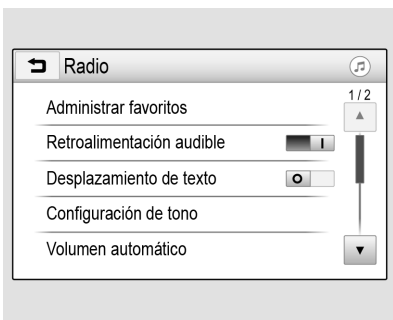 Radio
1 / 2
Administrar favoritos
Retroalimentación audible
Desplazamiento de texto
Configuración de tono
Volumen automático